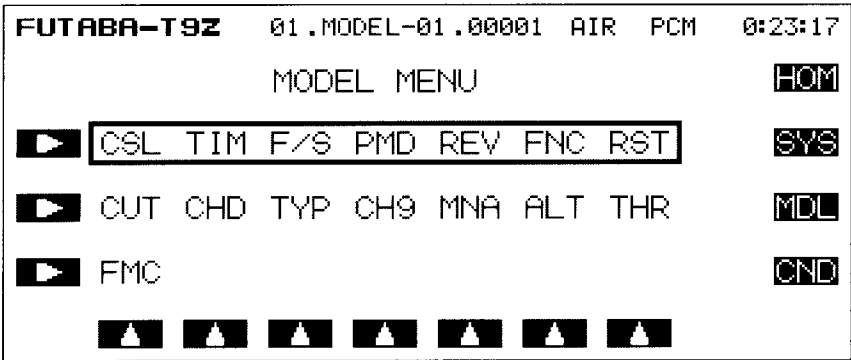 FUTABA-T9Z 01.MODEL-01.00001 AIR PCM 0:23:17
MODEL MENU HOM
CSL TIM F/S PMD REV FNC RST SYS
CUT CHD TYP CH9 MNA ALT THR MDL
FMC CND